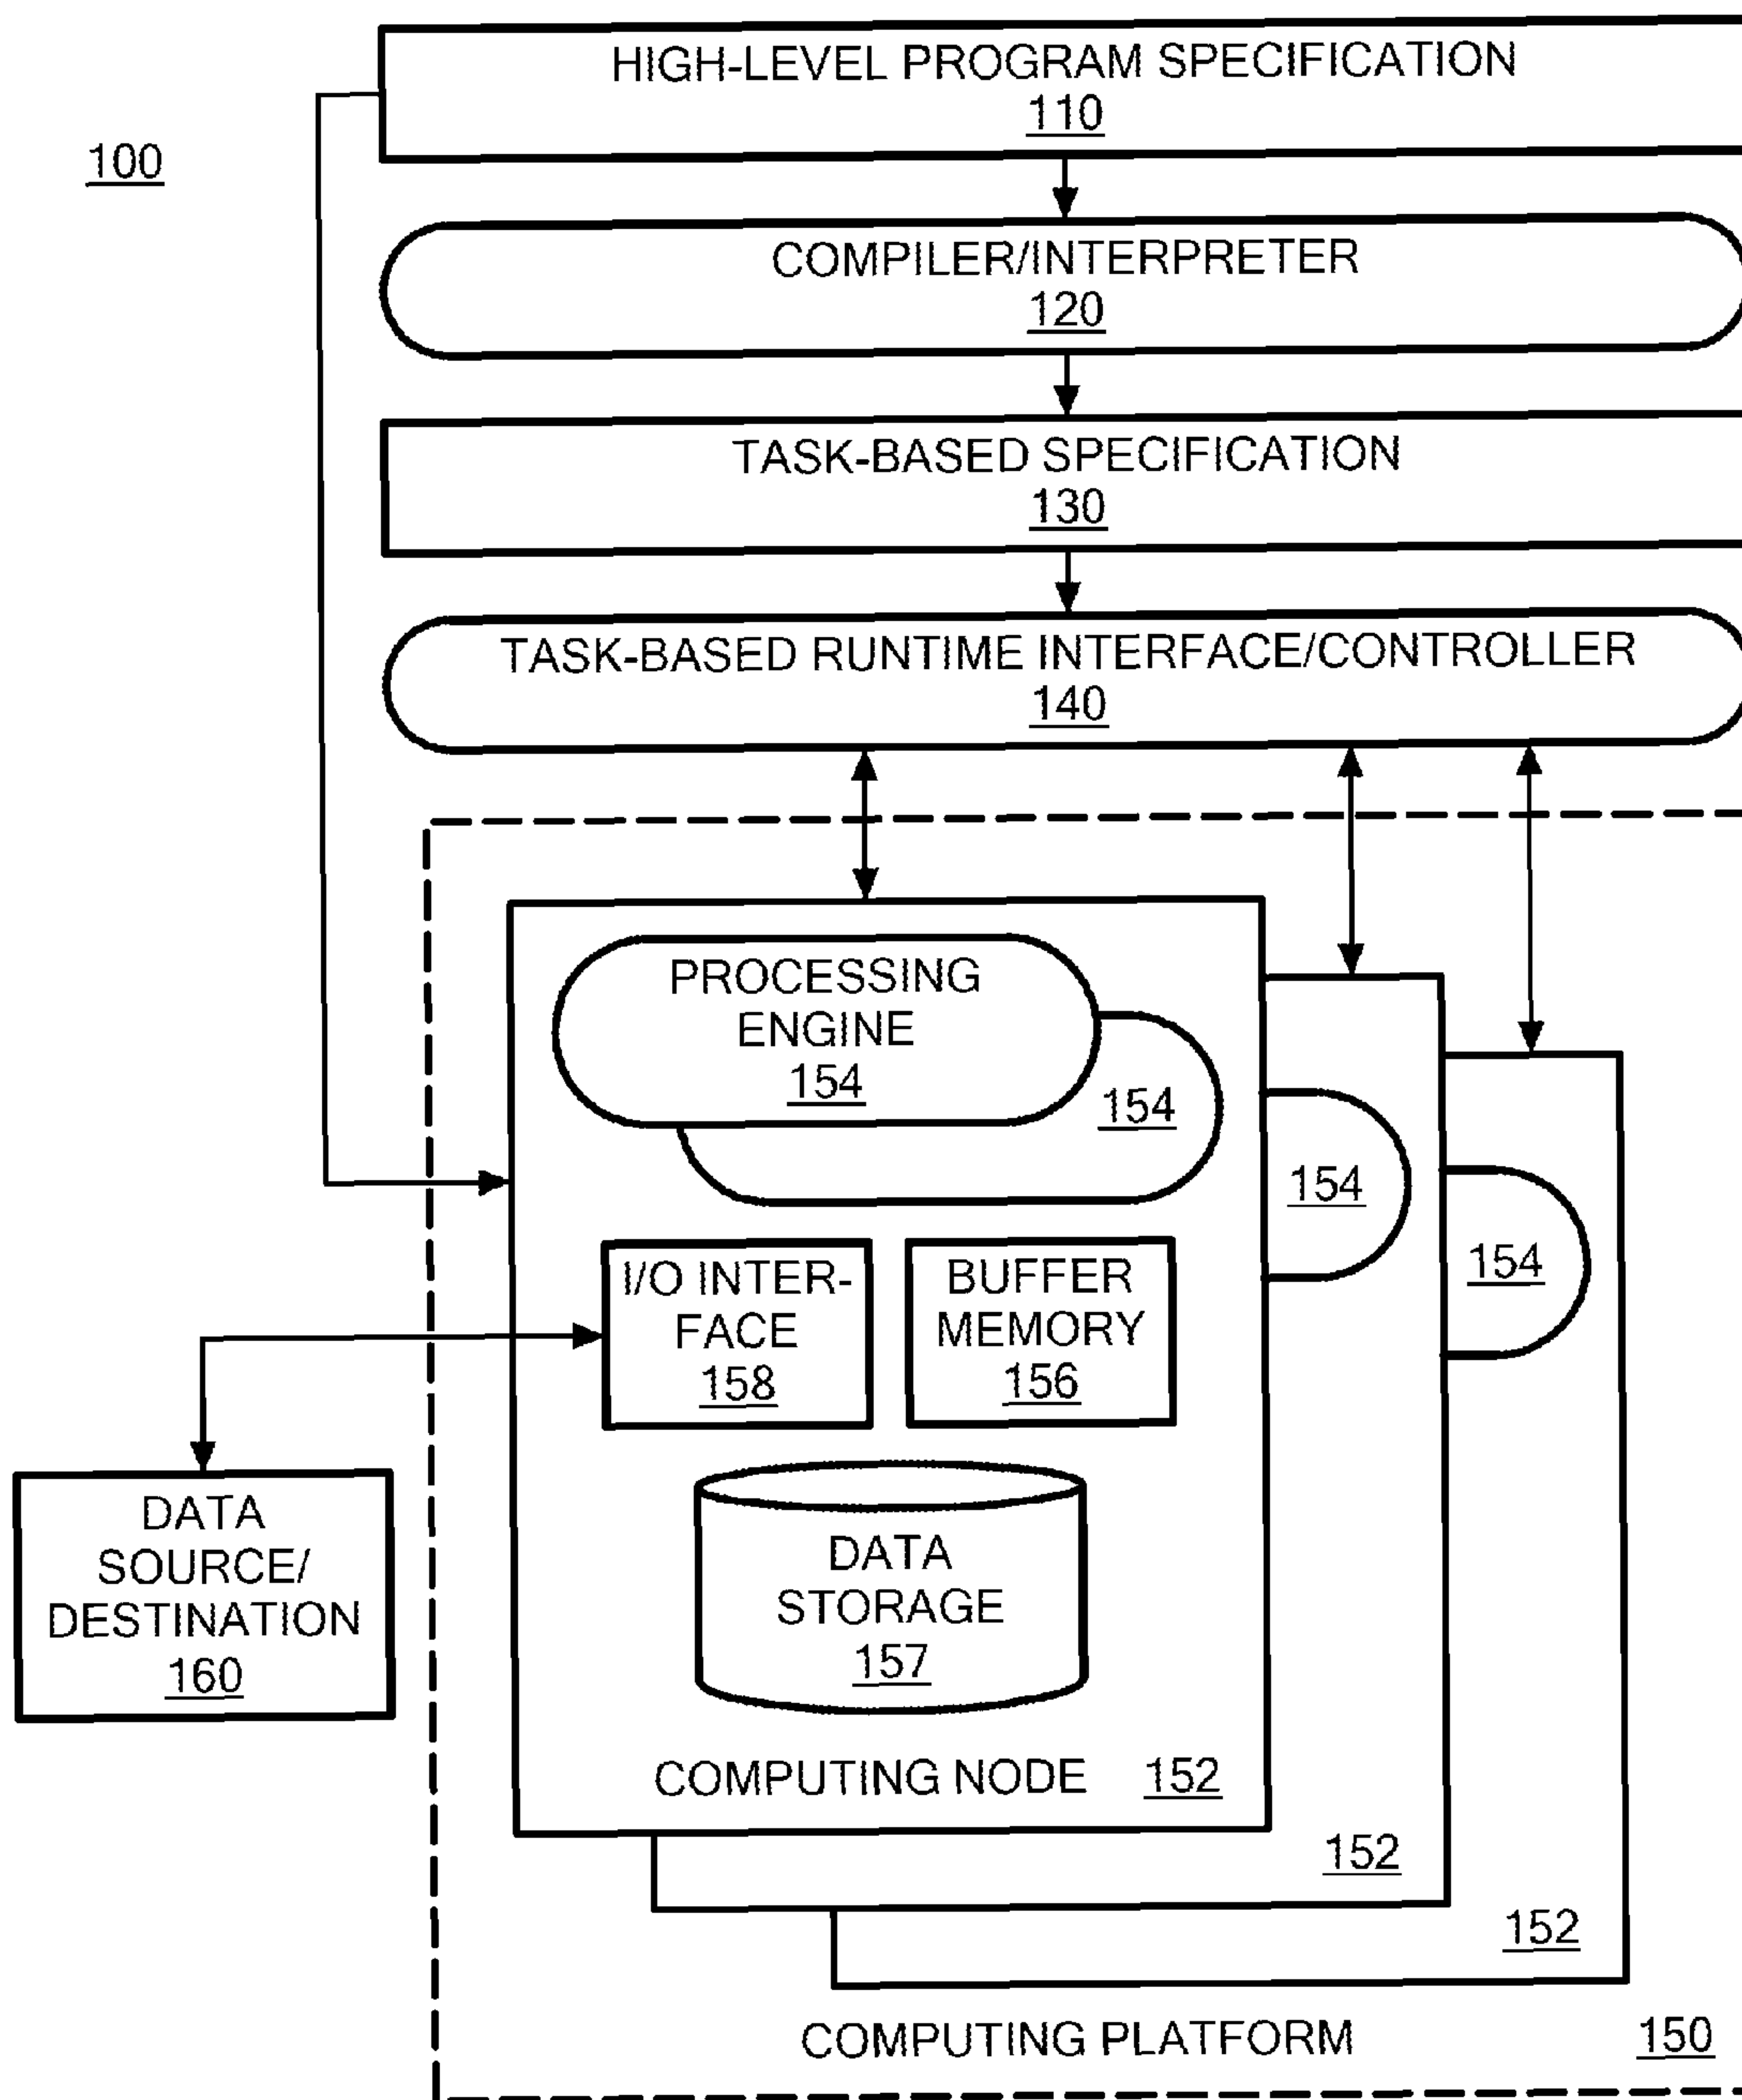 HIGH-LEVEL PROGRAM SPECIFICATION
110
100
COMPILER/INTERPRETER
120
TASK-BASED SPECIFICATION
130
TASK-BASED RUNTIME INTERFACE/CONTROLLER
140
PROCESSING
ENGINE
154
154
154
154
I/O INTER-
FACE
158
BUFFER
MEMORY
156
DATA
SOURCE/
DESTINATION
160
DATA
STORAGE
157
COMPUTING NODE 152
152
152
COMPUTING PLATFORM 150